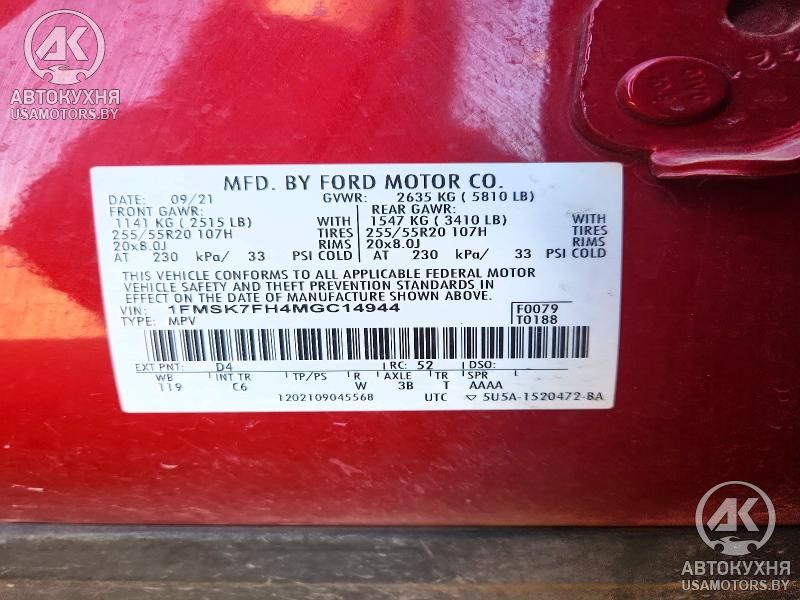 AK
АВТОКУХНЯ
USAMOTORS.BY
MFD. BY FORD MOTOR CO.
DATE: 09/21 GVWR: 2635 KG ( 5810 LB)
FRONT GAWR: REAR GAWR:
1141 KG ( 2515 LB) WITH 1547 KG ( 3410 LB) WITH
255/55R20 107H TIRES 255/55R20 107H TIRES
20x8.0J RIMS 20x8.0J RIMS
AT 230 kPa/ 33 PSI COLD AT 230 kPa/ 33 PSI COLD
THIS VEHICLE CONFORMS TO ALL APPLICABLE FEDERAL MOTOR
VEHICLE SAFETY AND THEFT PREVENTION STANDARDS IN
EFFECT ON THE DATE OF MANUFACTURE SHOWN ABOVE.
VIN: 1FMSK7FH4MGC14944 F0079
TYPE: MPV T0188
EXT PNT: D4 RC: 52 DSO:
WB INT TR TP/PS R AXLE TR SPR
119 C6 W 3B T AAAA
1202109045568 UTC ▽ 5U5A-1520472-BA
AK
АВТОКУХНЯ
USAMOTORS.BY